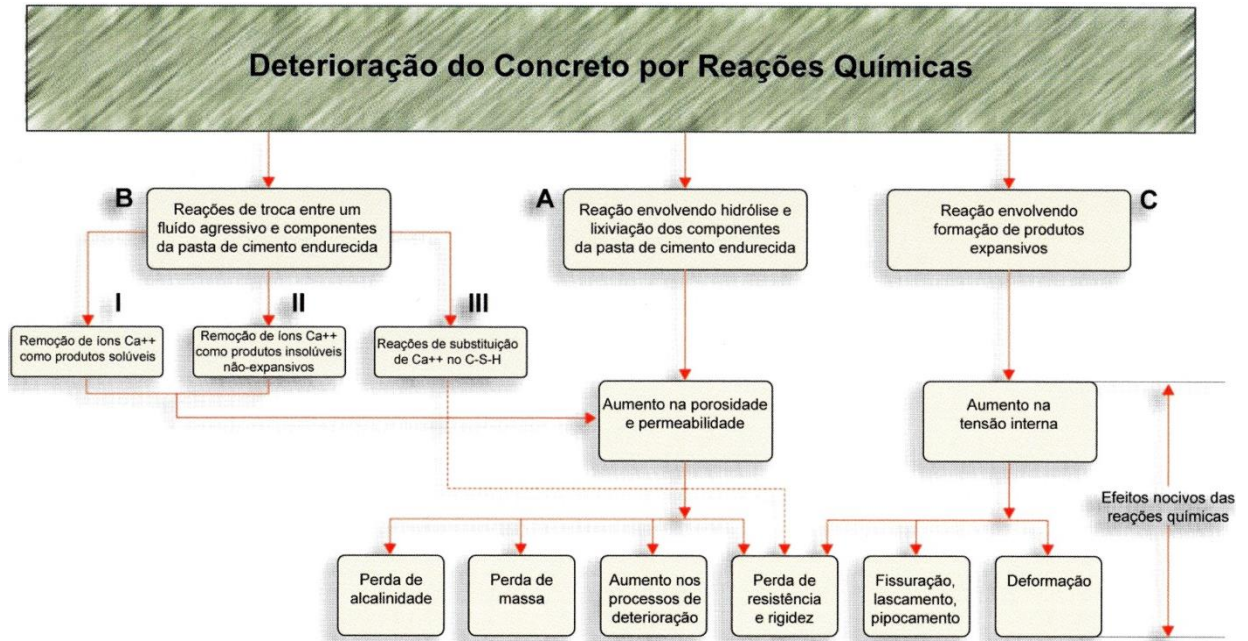 Deterioração do Concreto por Reações Químicas
B
Reações de troca entre um
fluído agressivo e componentes
da pasta de cimento endurecida
A
Reação envolvendo hidrólise e
lixiviação dos componentes
da pasta de cimento endurecida
C
Reação envolvendo
formação de produtos
expansivos
I
Remoção de íons Ca++
como produtos solúveis
II
Remoção de íons Ca++
como produtos insolúveis
não-expansivos
III
Reações de substituição
de Ca++ no C-S-H
Aumento na porosidade
e permeabilidade
Aumento na
tensão interna
Efeitos nocivos das
reações químicas
Perda de
alcalinidade
Perda de
massa
Aumento nos
processos de
deterioração
Perda de
resistência
e rigidez
Fissuração,
lascamento,
pipocamento
Deformação